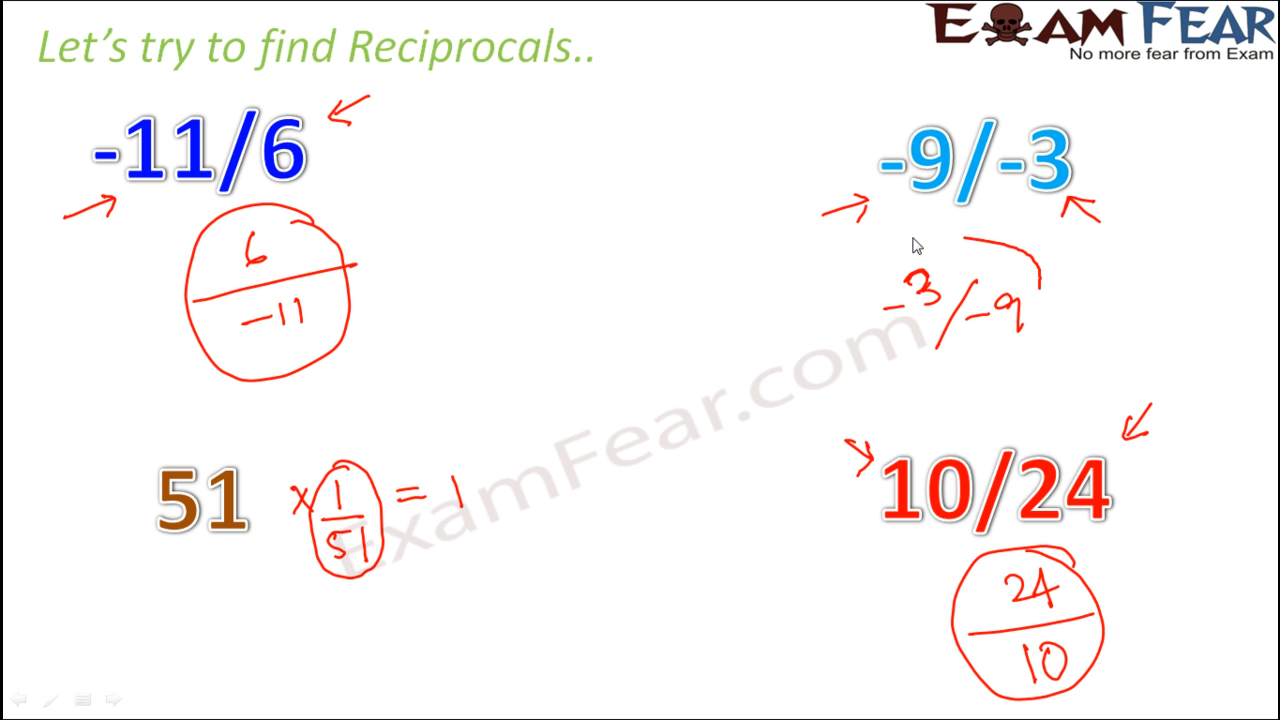 Let's try to find Reciprocals..
EXAM FEAR
No more fear from Exam
-11/6
-9/-3
6
-11
-3/-9
51 × 1/51 = 1
10/24
24
10
ExamFear.com